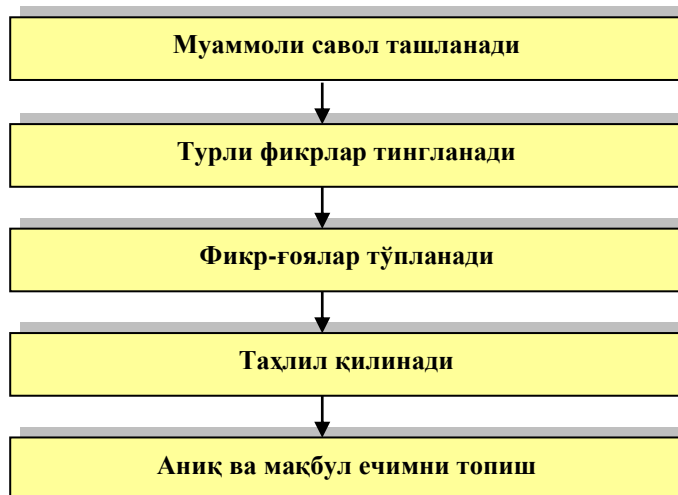 Муаммоли савол ташланади
Турли фикрлар тингланади
Фикр-ғоялар тўпланади
Таҳлил қилинади
Аниқ ва мақбул ечимни топиш